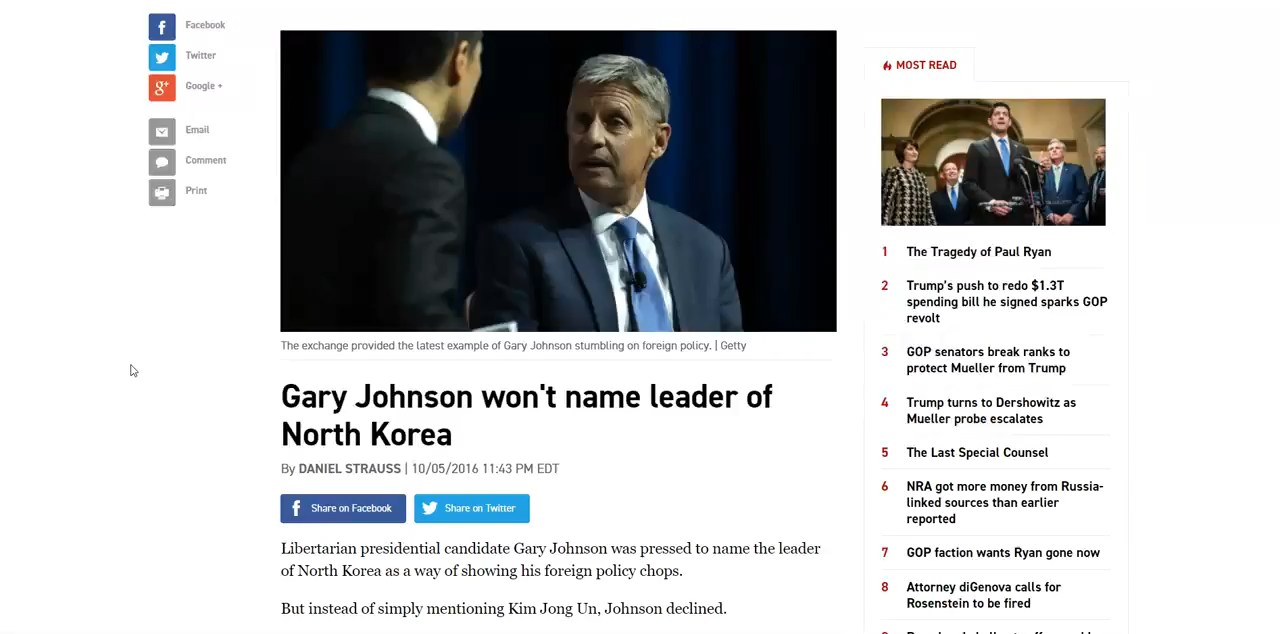 Facebook
Twitter
Google +
Email
Comment
Print
The exchange provided the latest example of Gary Johnson stumbling on foreign policy. | Getty
Gary Johnson won't name leader of
North Korea
By DANIEL STRAUSS | 10/05/2016 11:43 PM EDT
Share on Facebook
Share on Twitter
Libertarian presidential candidate Gary Johnson was pressed to name the leader
of North Korea as a way of showing his foreign policy chops.
But instead of simply mentioning Kim Jong Un, Johnson declined.
MOST READ
1 The Tragedy of Paul Ryan
2 Trump's push to redo $1.3T
spending bill he signed sparks GOP
revolt
3 GOP senators break ranks to
protect Mueller from Trump
4 Trump turns to Dershowitz as
Mueller probe escalates
5 The Last Special Counsel
6 NRA got more money from Russia-
linked sources than earlier
reported
7 GOP faction wants Ryan gone now
8 Attorney diGenova calls for
Rosenstein to be fired